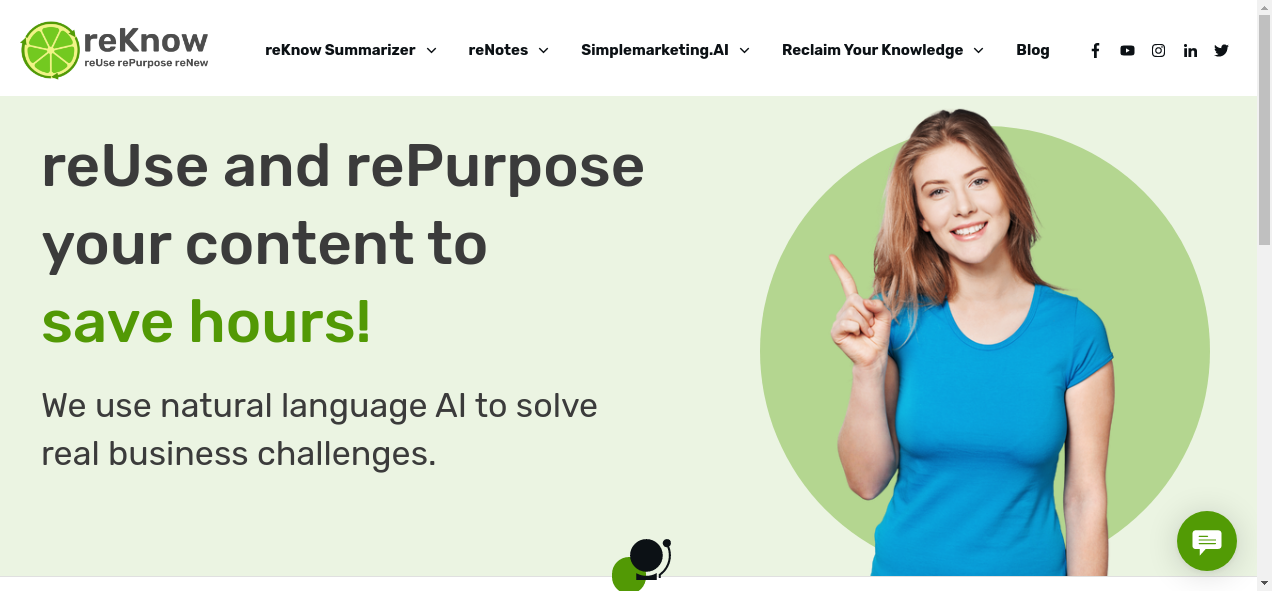 reKnow
reUse rePurpose reNew
reKnow Summarizer
reNotes
Simplemarketing.AI
Reclaim Your Knowledge
Blog
reUse and rePurpose
your content to
save hours!
We use natural language AI to solve
real business challenges.